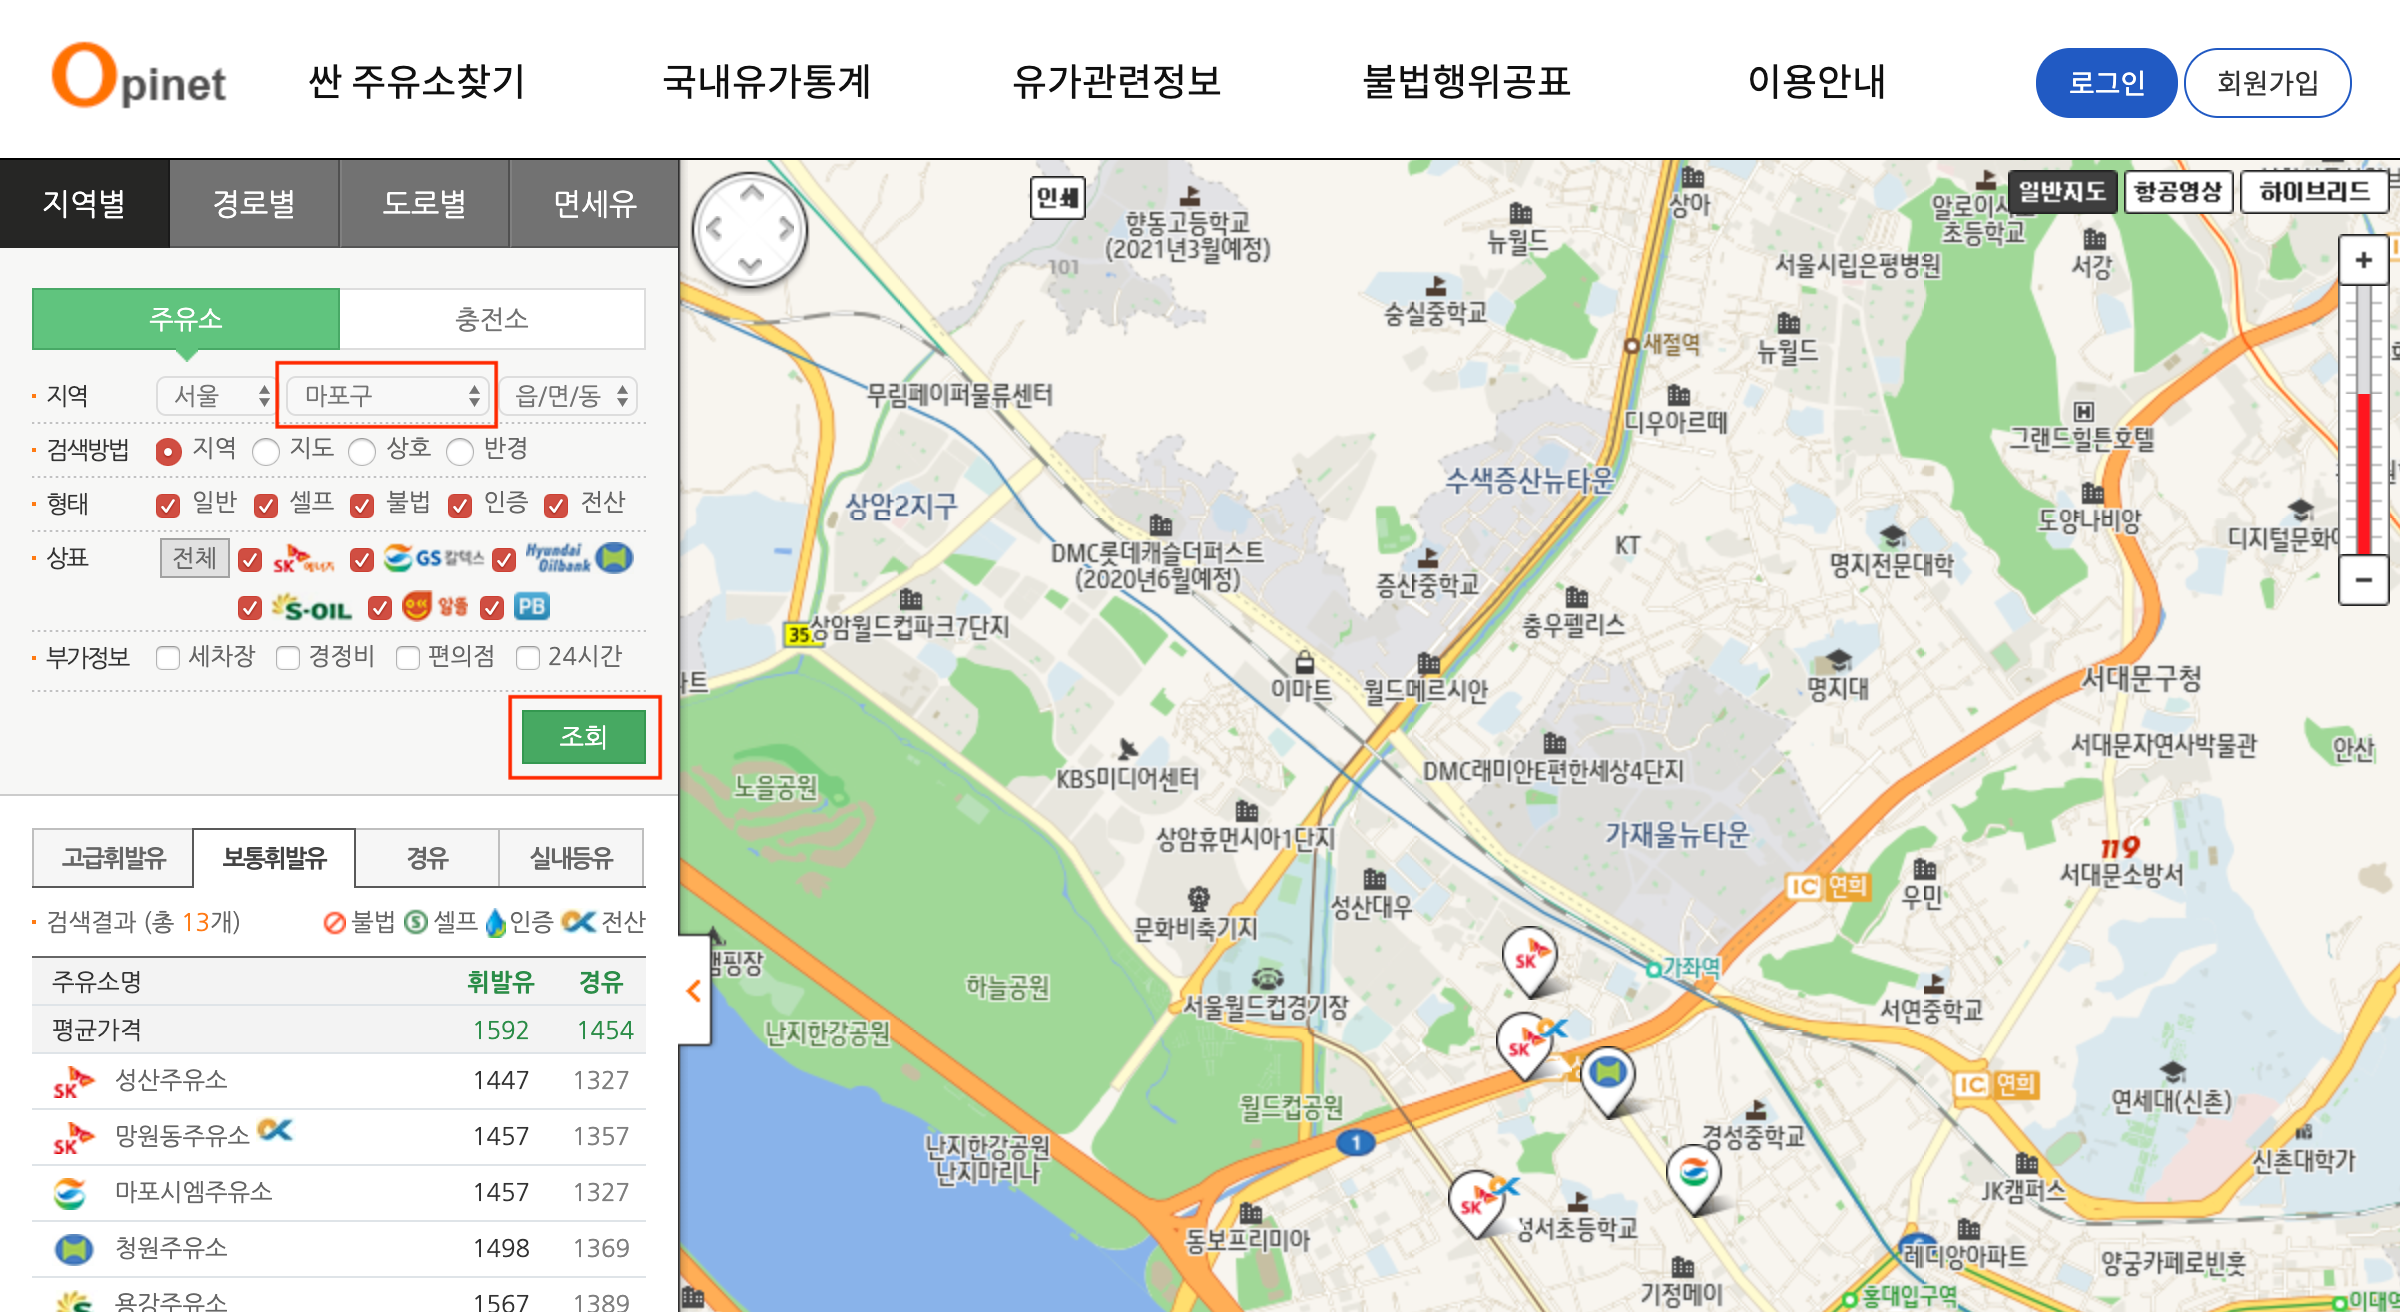 Opinet
싼 주유소찾기
국내유가통계
유가관련정보
불법행위공표
이용안내
로그인
회원가입
지역별
경로별
도로별
면세유
주유소
충전소
지역
서울
마포구
읍/면/동
검색방법
지역
지도
상호
반경
형태
일반
셀프
불법
인증
전산
상표
전체
SK에너지
GS칼텍스
Hyundai Oilbank
S-OIL
알뜰
PB
부가정보
세차장
경정비
편의점
24시간
조회
고급휘발유
보통휘발유
경유
실내등유
검색결과 (총 13개)
불법
셀프
인증
전산
주유소명 휘발유 경유
평균가격 1592 1454
SK 성산주유소 1447 1327
SK 망원동주유소 1457 1357
마포시엠주유소 1457 1327
청원주유소 1498 1369
용강주유소 1567 1389
인쇄
일반지도
항공영상
하이브리드
+
−
향동고등학교
(2021년3월예정)
101
상아
뉴월드
초등학교
서울시립은평병원
서강
숭실중학교
새절역
뉴월드
무림페이퍼물류센터
디우아르떼
H
그랜드힐튼호텔
수색증산뉴타운
상암2지구
도양나비앙
KT
DMC롯데캐슬더퍼스트
(2020년6월예정)
증산중학교
명지전문대학
충우펠리스
상암월드컵파크7단지
이마트
월드메르시안
명지대
서대문구청
서대문자연사박물관
안산
노을공원
KBS미디어센터
DMC래미안E편한세상4단지
상암휴먼시아1단지
가재울뉴타운
119
서대문소방서
IC 연희
우민
성산대우
문화비축기지
캠핑장
SK
가좌역
하늘공원
서울월드컵경기장
서연중학교
난지한강공원
SK
IC 연희
월드컵공원
연세대(신촌)
1
경성중학교
난지한강공원
난지마리나
신촌대학가
JK캠퍼스
SK
성서초등학교
동보프리미아
레디앙아파트
양궁카페로빈훗
기정메이
홍대입구역